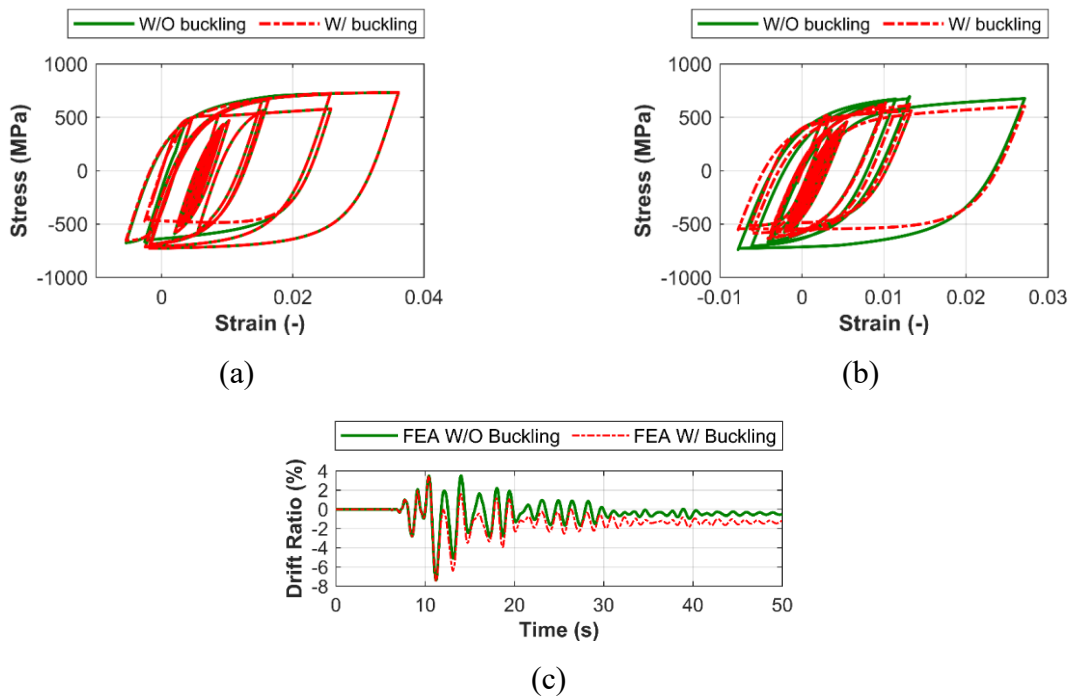 W/O buckling W/ buckling
1000
500
0
-500
-1000
Stress (MPa)
0 0.02 0.04
Strain (-)
(a)
W/O buckling W/ buckling
1000
500
0
-500
-1000
Stress (MPa)
-0.01 0 0.01 0.02 0.03
Strain (-)
(b)
FEA W/O Buckling FEA W/ Buckling
4
2
0
-2
-4
-6
-8
Drift Ratio (%)
0 10 20 30 40 50
Time (s)
(c)